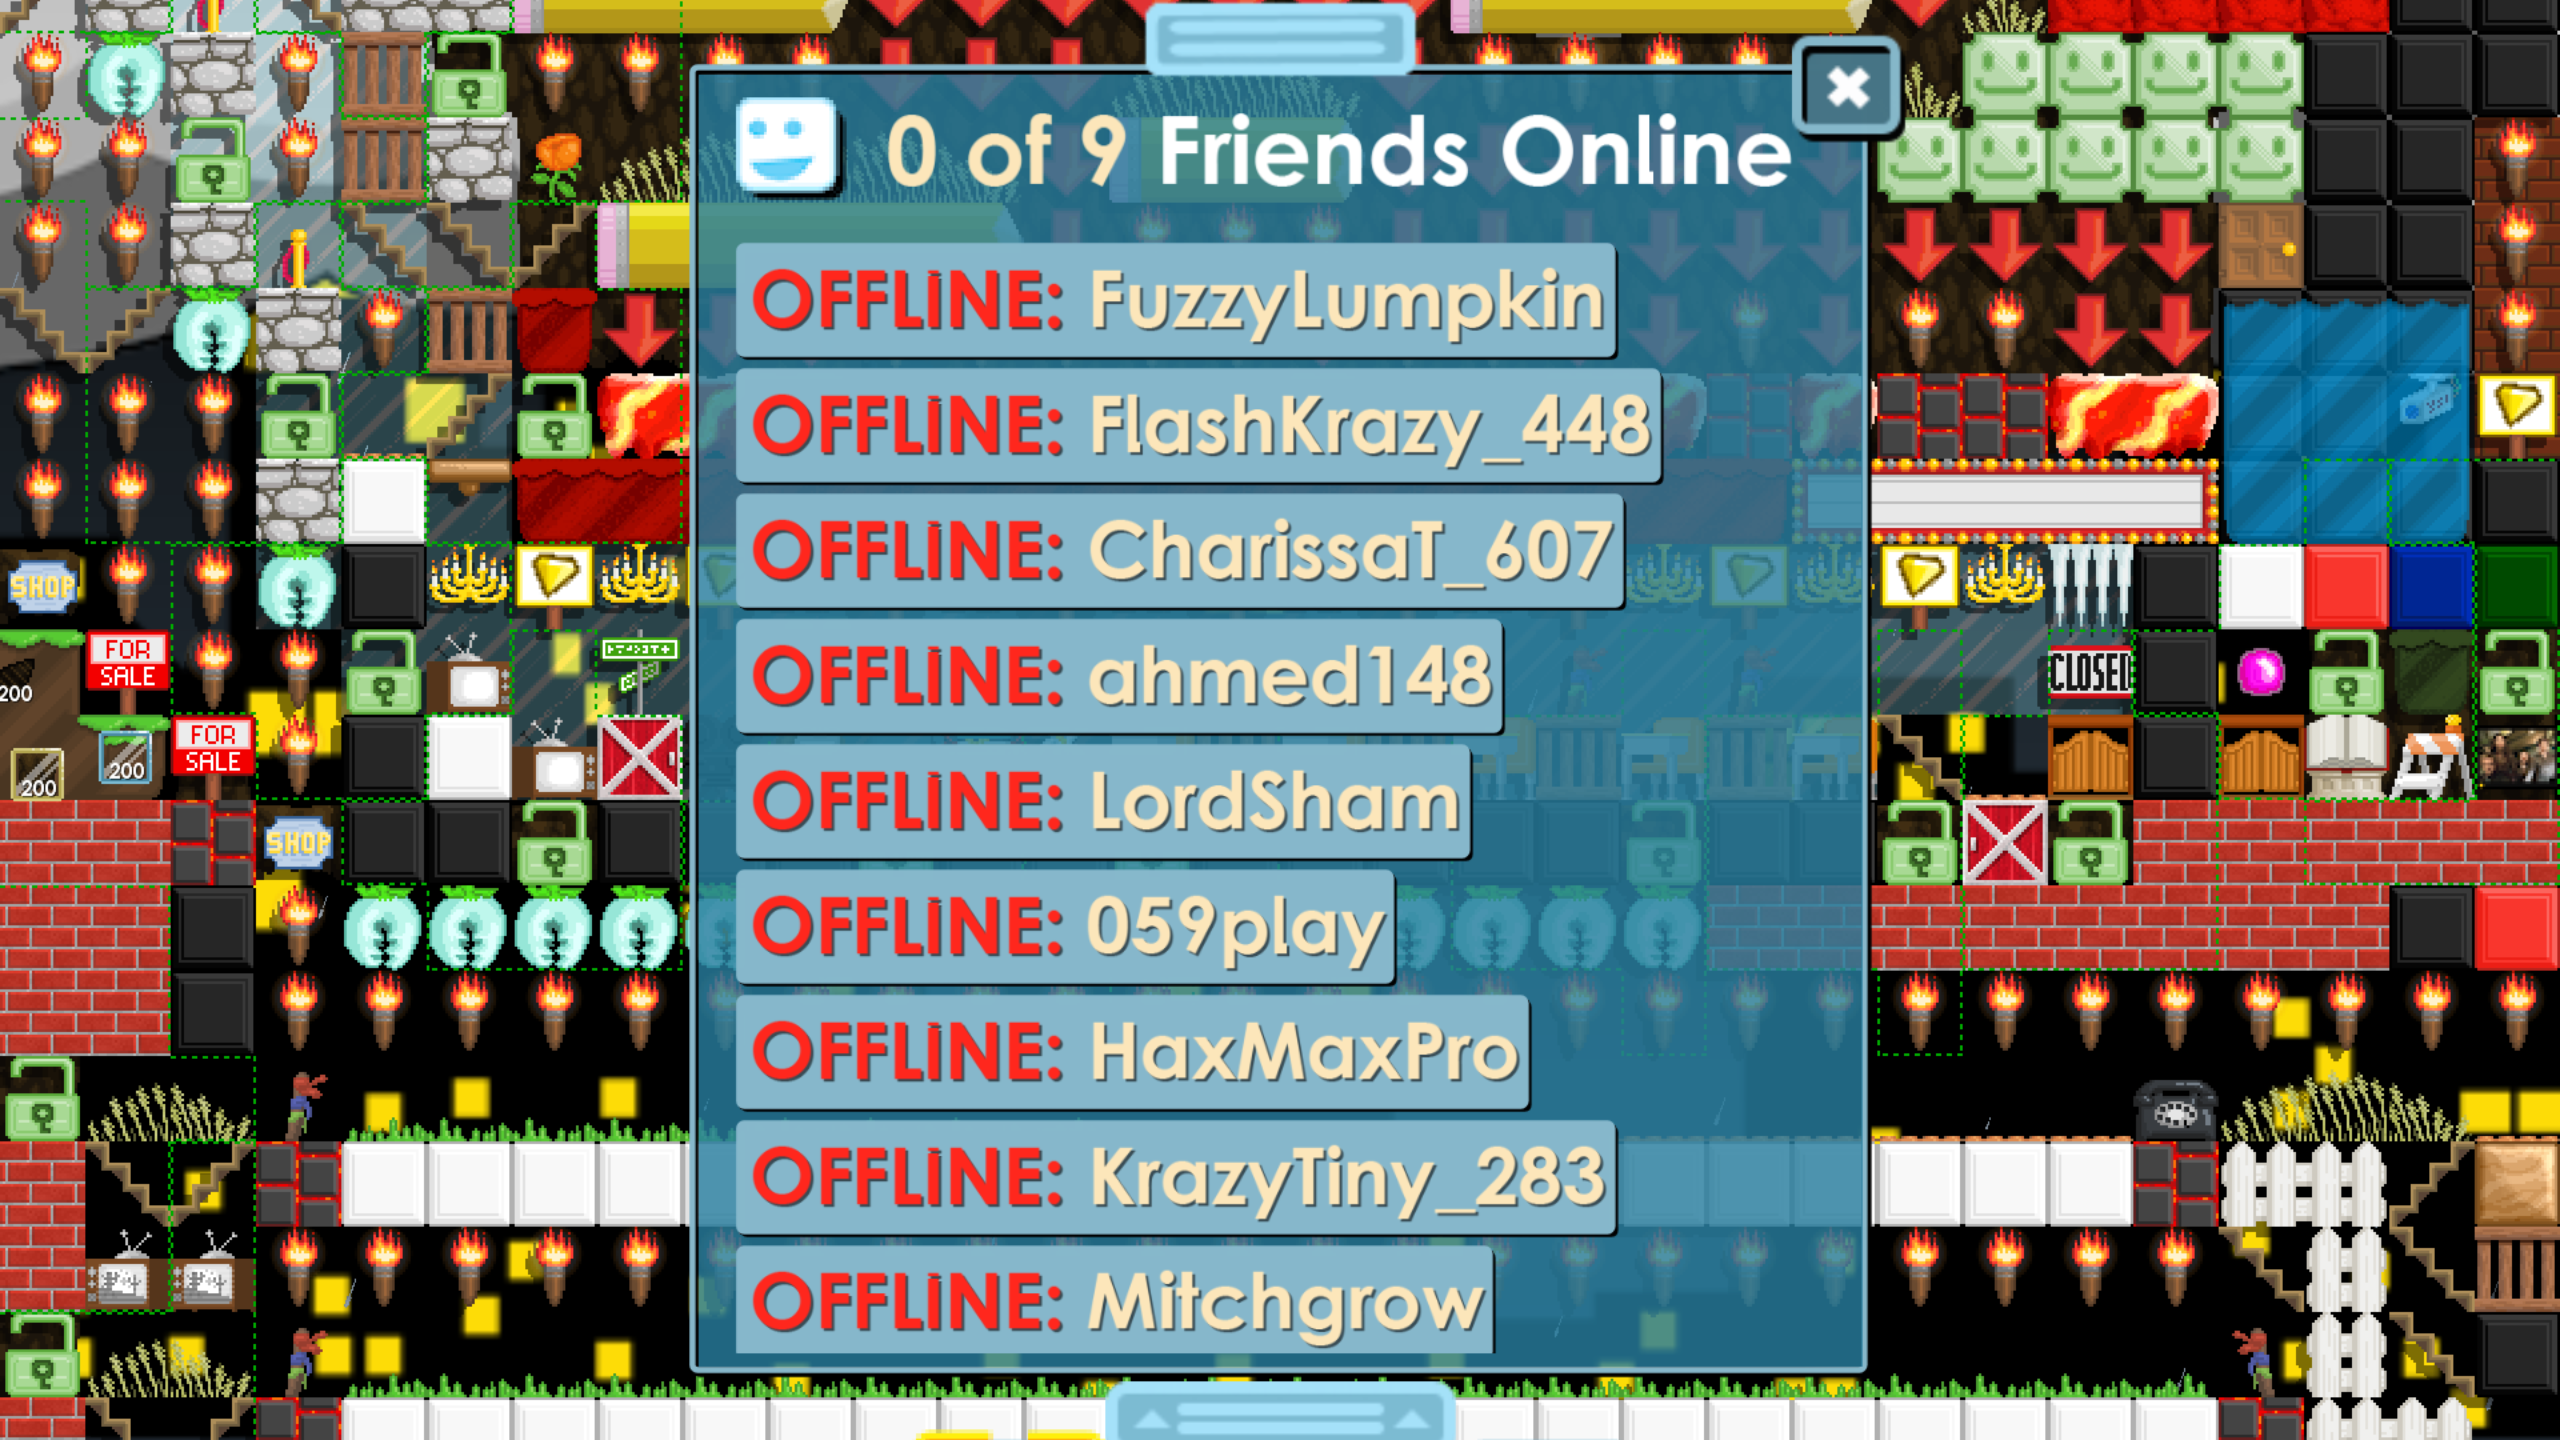 0 of 9 Friends Online
OFFLiNE: FuzzyLumpkin
OFFLiNE: FlashKrazy_448
OFFLiNE: CharissaT_607
OFFLiNE: ahmed148
OFFLiNE: LordSham
OFFLiNE: 059play
OFFLiNE: HaxMaxPro
OFFLiNE: KrazyTiny_283
OFFLiNE: Mitchgrow
SHOP
FOR
SALE
200
FOR
SALE
200
200
SHOP
CLOSED